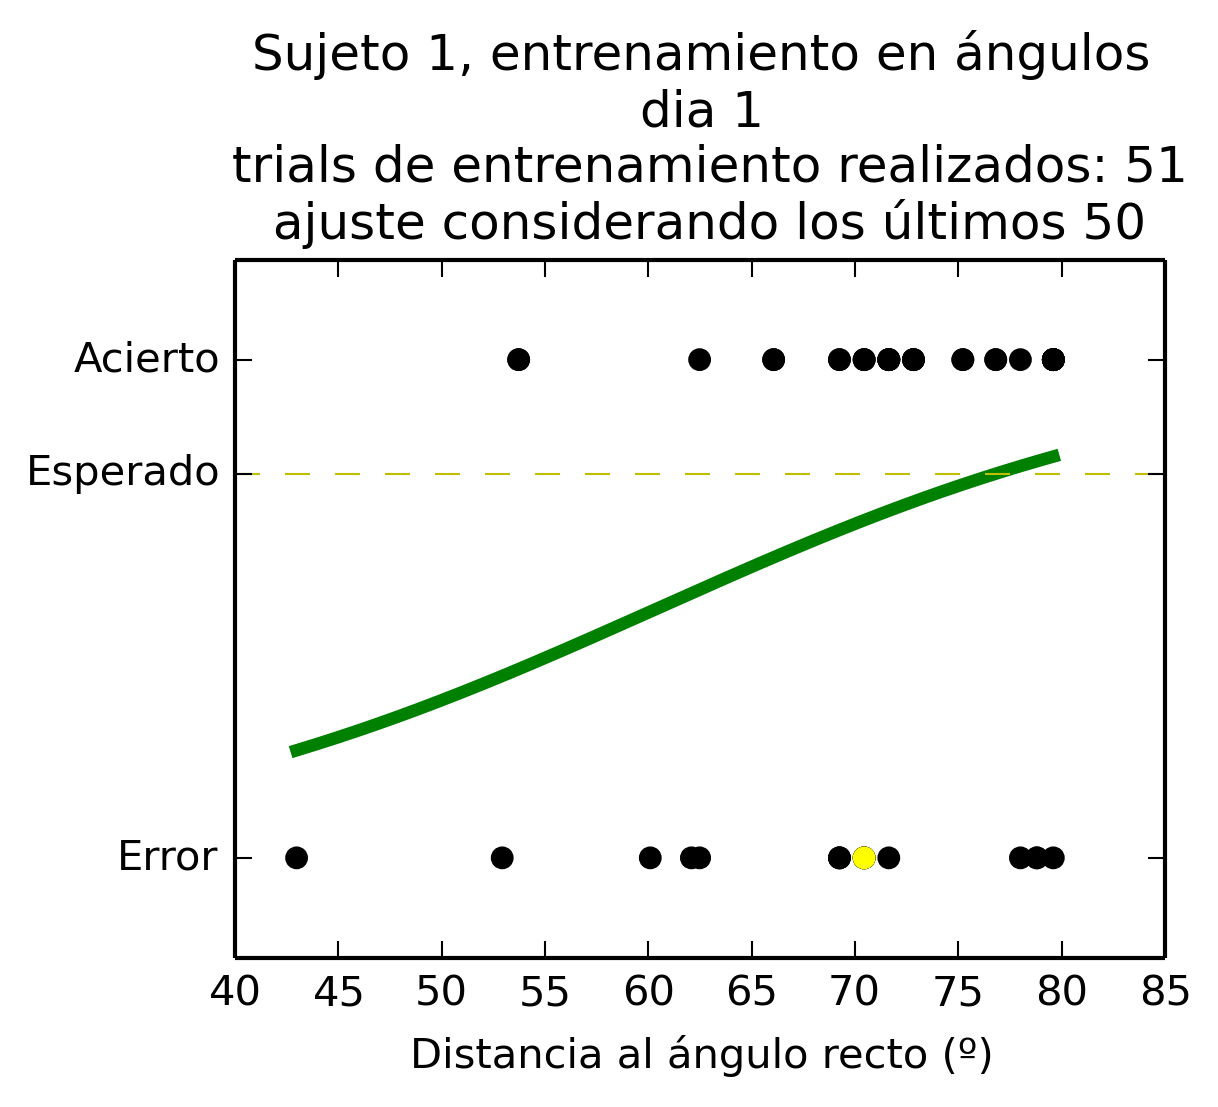 Sujeto 1, entrenamiento en ángulos
dia 1
trials de entrenamiento realizados: 51
ajuste considerando los últimos 50
Acierto
Esperado
Error
40 45 50 55 60 65 70 75 80 85
Distancia al ángulo recto (º)